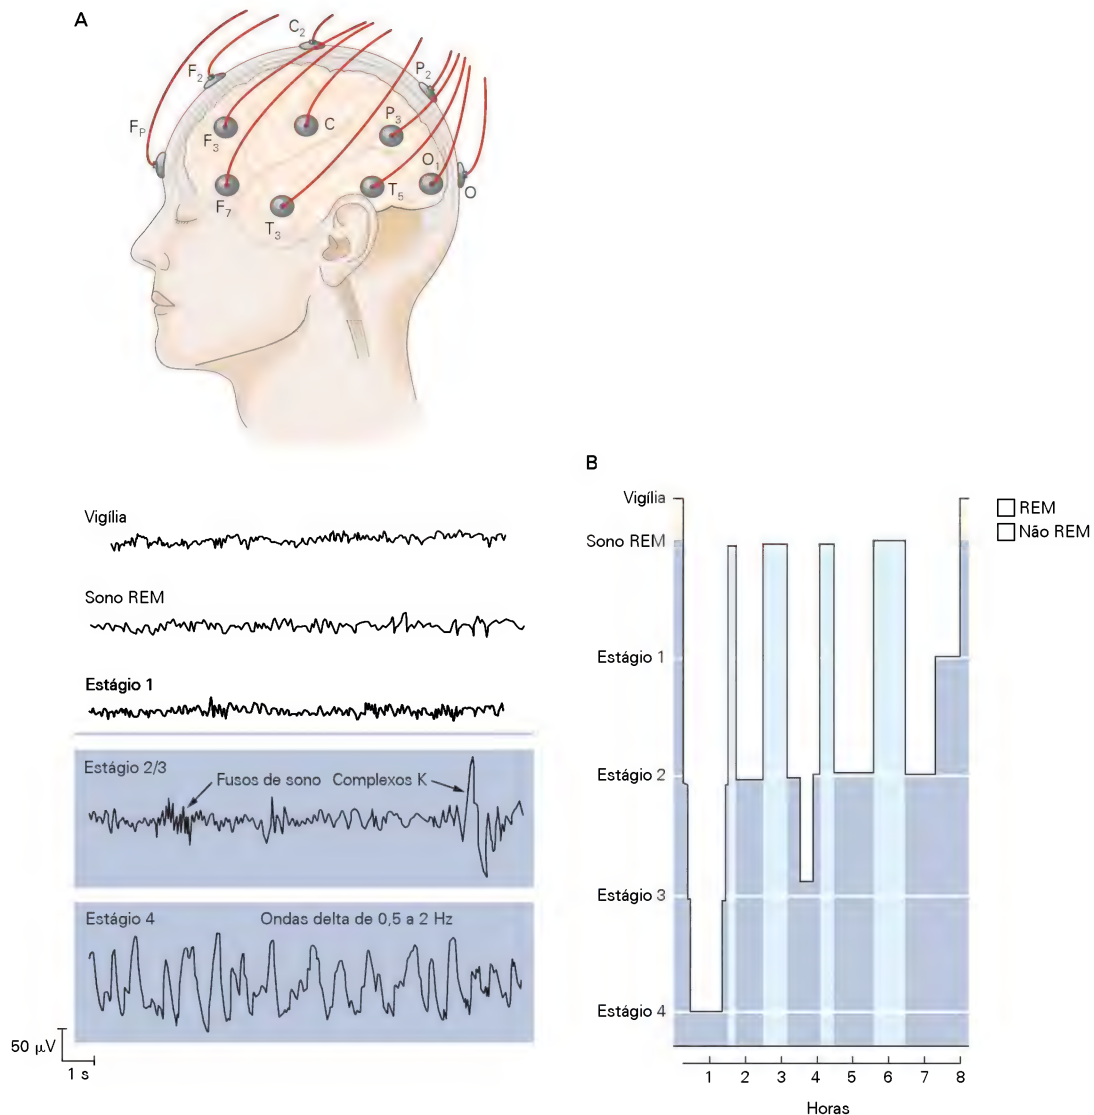 A
C₂
F₂
P₂
Fₚ
F₃
C
P₃
O₁
F₇
T₃
T₅
O
Vigília
Sono REM
Estágio 1
Estágio 2/3
Fusos de sono Complexos K
Estágio 4 Ondas delta de 0,5 a 2 Hz
50 μV
1 s
B
Vigília
REM
Não REM
Sono REM
Estágio 1
Estágio 2
Estágio 3
Estágio 4
1 2 3 4 5 6 7 8
Horas